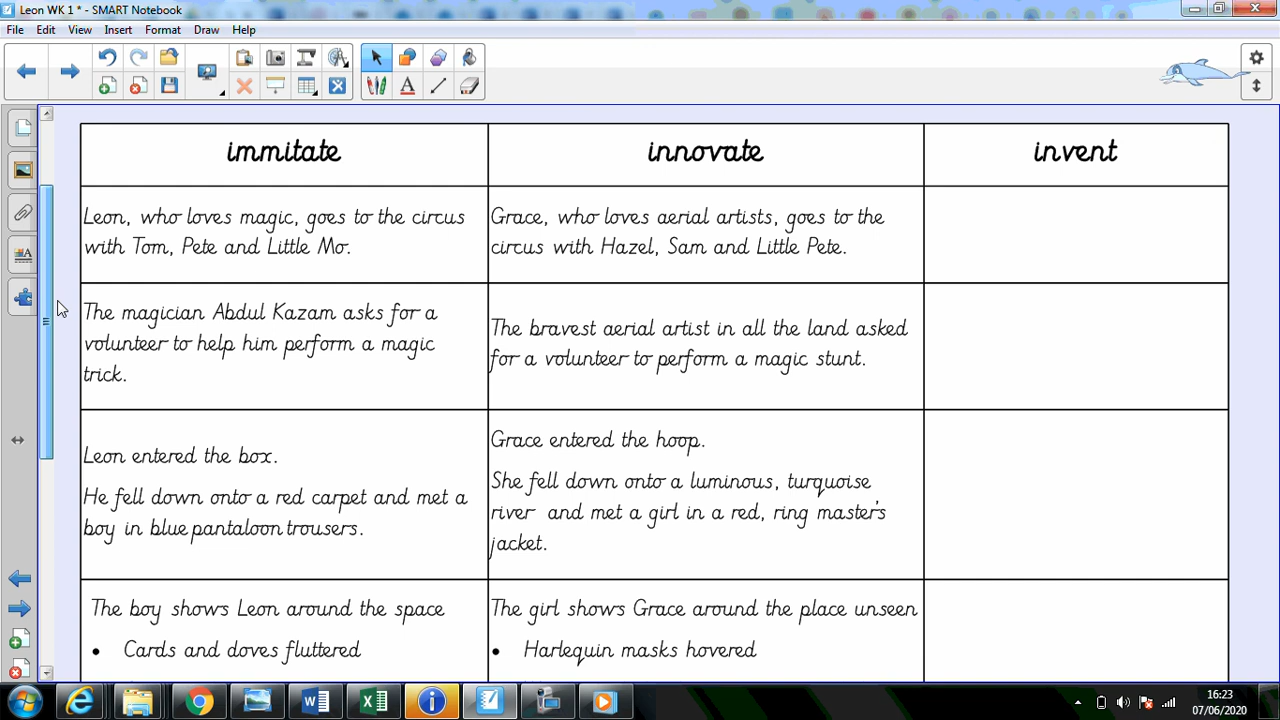 Leon WK 1 * - SMART Notebook
File Edit View Insert Format Draw Help
immitate innovate invent
Leon, who loves magic, goes to the circus
with Tom, Pete and Little Mo.
Grace, who loves aerial artists, goes to the
circus with Hazel, Sam and Little Pete.
The magician Abdul Kazam asks for a
volunteer to help him perform a magic
trick.
The bravest aerial artist in all the land asked
for a volunteer to perform a magic stunt.
Leon entered the box.
He fell down onto a red carpet and met a
boy in blue pantaloon trousers.
Grace entered the hoop.
She fell down onto a luminous, turquoise
river and met a girl in a red, ring master's
jacket.
The boy shows Leon around the space
• Cards and doves fluttered
The girl shows Grace around the place unseen
• Harlequin masks hovered
16:23
07/06/2020